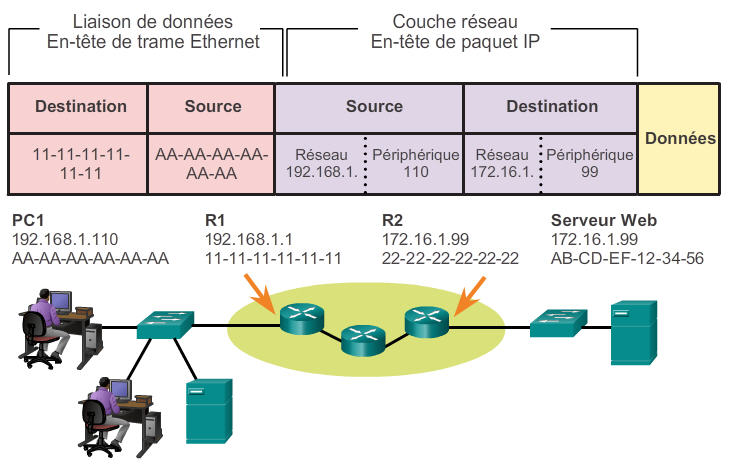 Liaison de données
En-tête de trame Ethernet
Couche réseau
En-tête de paquet IP
Destination
Source
Source
Destination
Données
11-11-11-11-
11-11
AA-AA-AA-AA-
AA-AA
Réseau
192.168.1.
Périphérique
110
Réseau
172.16.1.
Périphérique
99
PC1
192.168.1.110
AA-AA-AA-AA-AA-AA
R1
192.168.1.1
11-11-11-11-11-11
R2
172.16.1.99
22-22-22-22-22-22
Serveur Web
172.16.1.99
AB-CD-EF-12-34-56